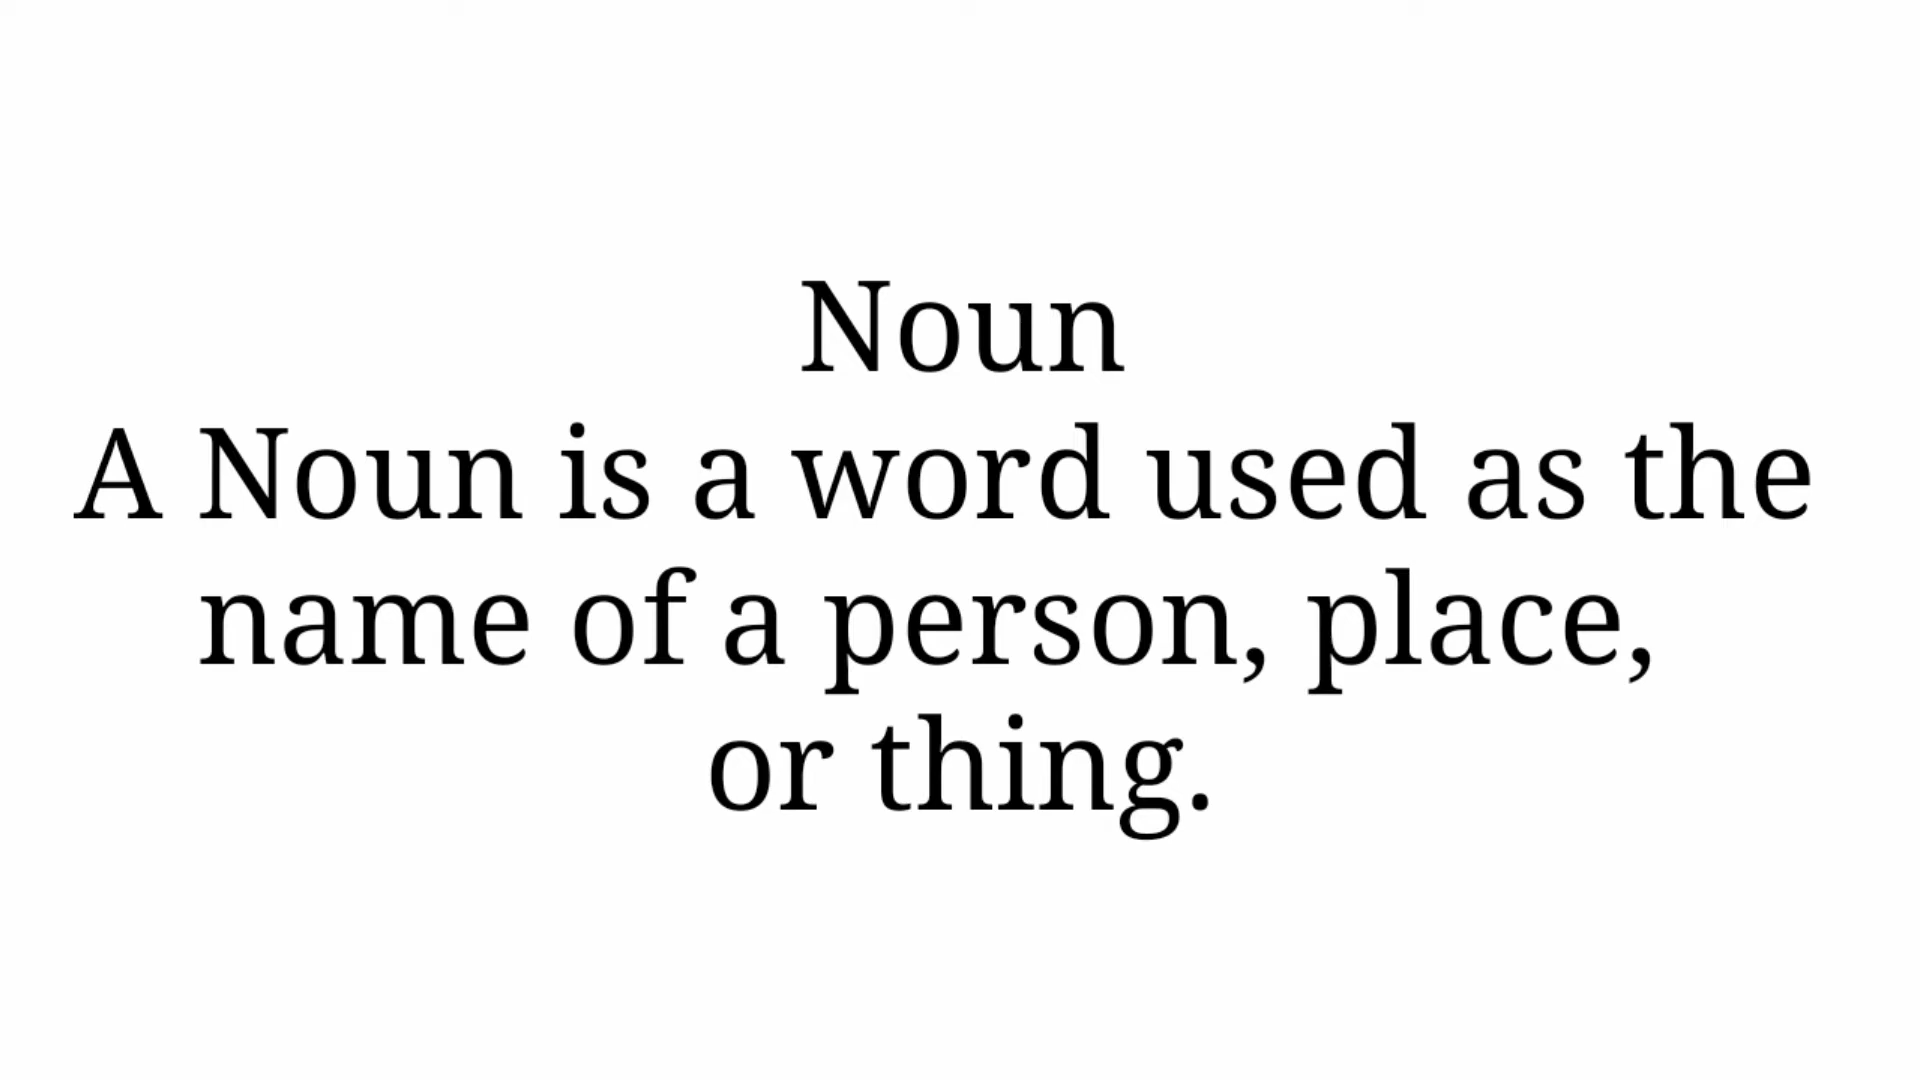 Noun
A Noun is a word used as the
name of a person, place,
or thing.